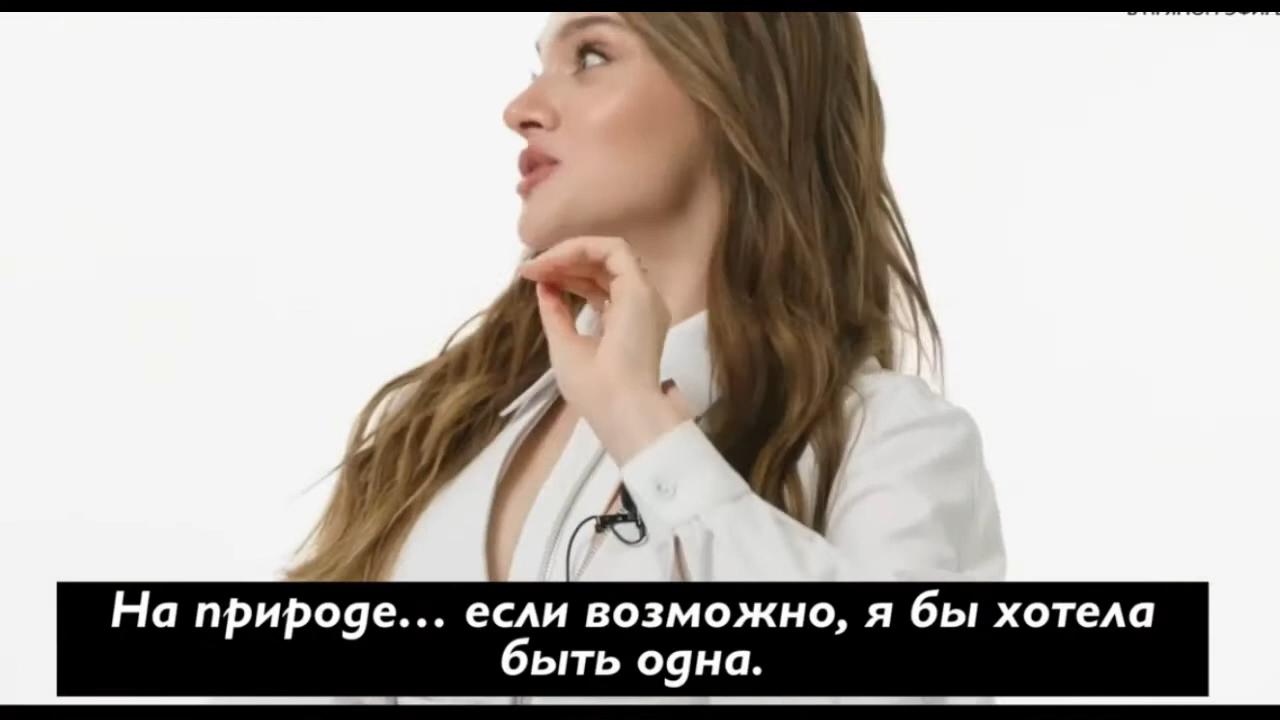 На природе... если возможно, я бы хотела
быть одна.